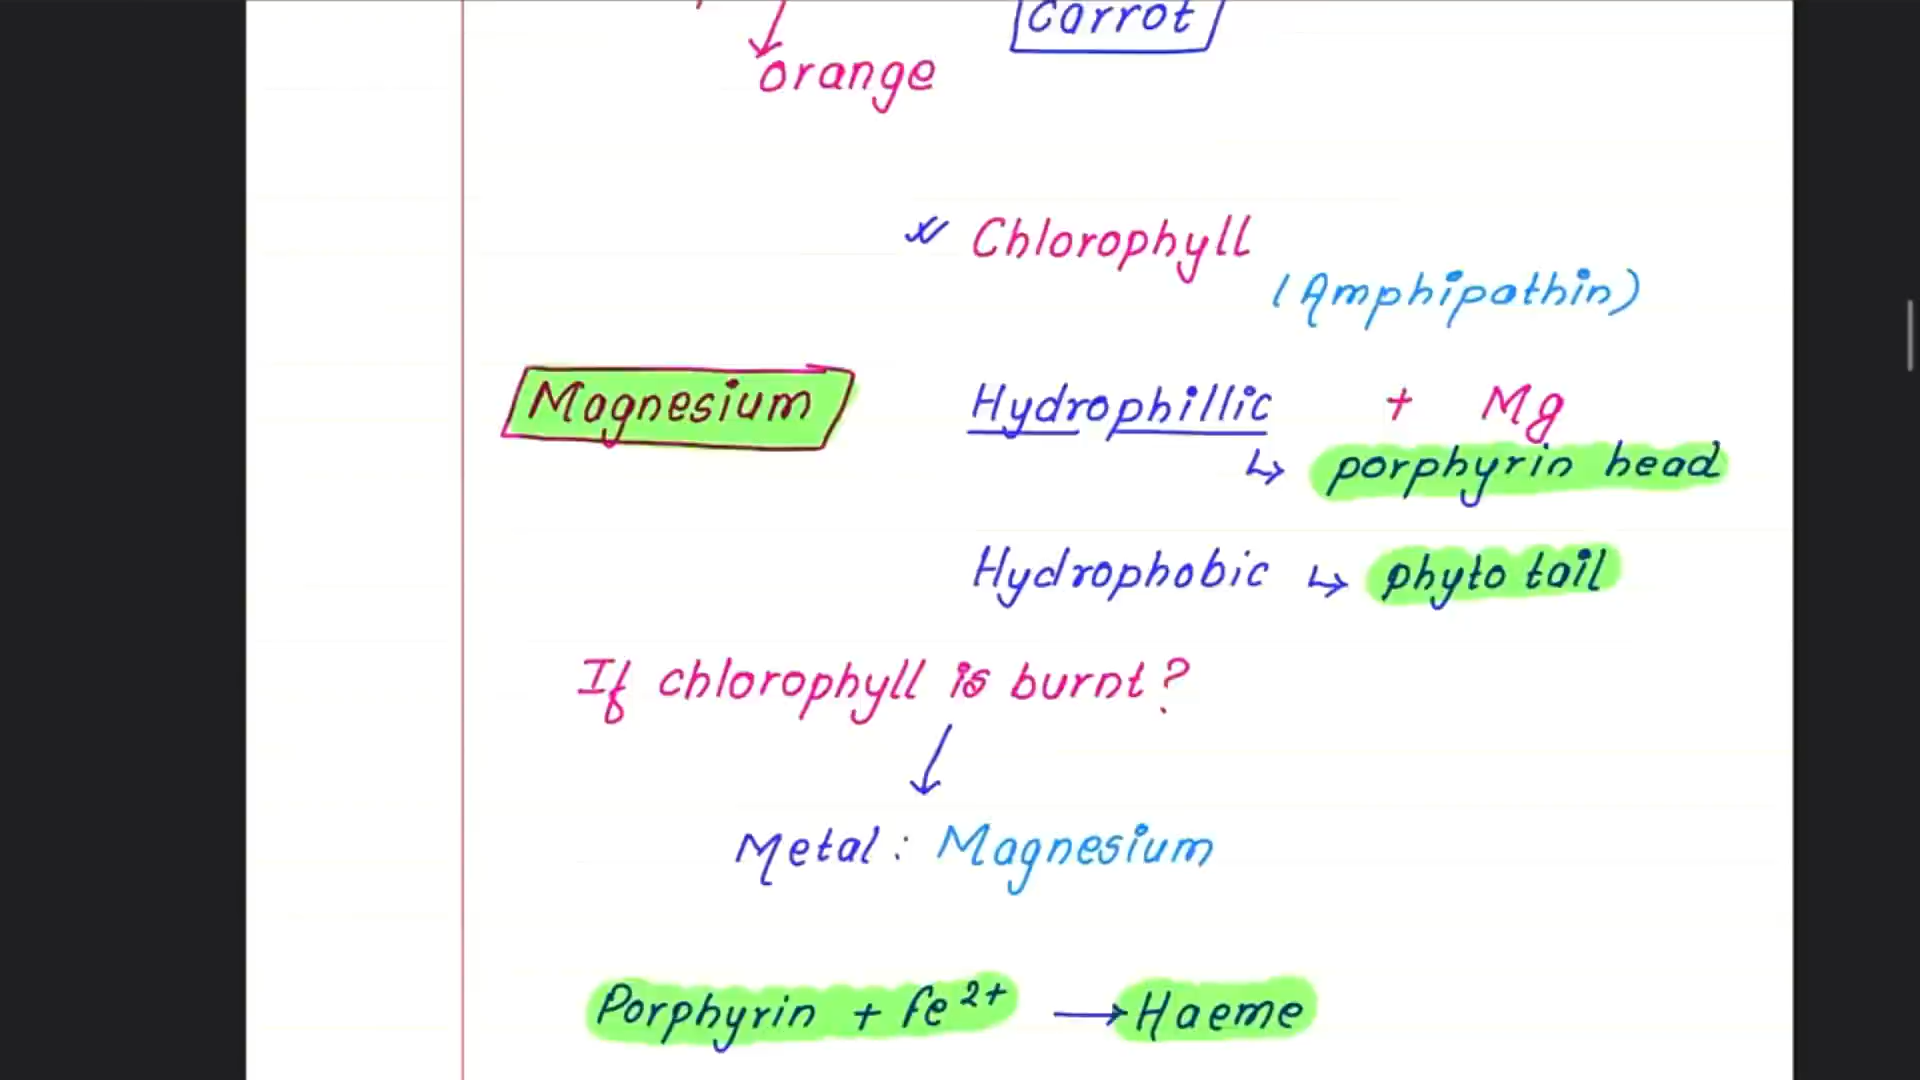 Carrot
orange
Chlorophyll
(Amphipathin)
Magnesium
Hydrophillic + Mg
↳ porphyrin head
Hydrophobic ↳ phyto tail
If chlorophyll is burnt?
↓
Metal : Magnesium
Porphyrin + Fe²⁺ → Haeme